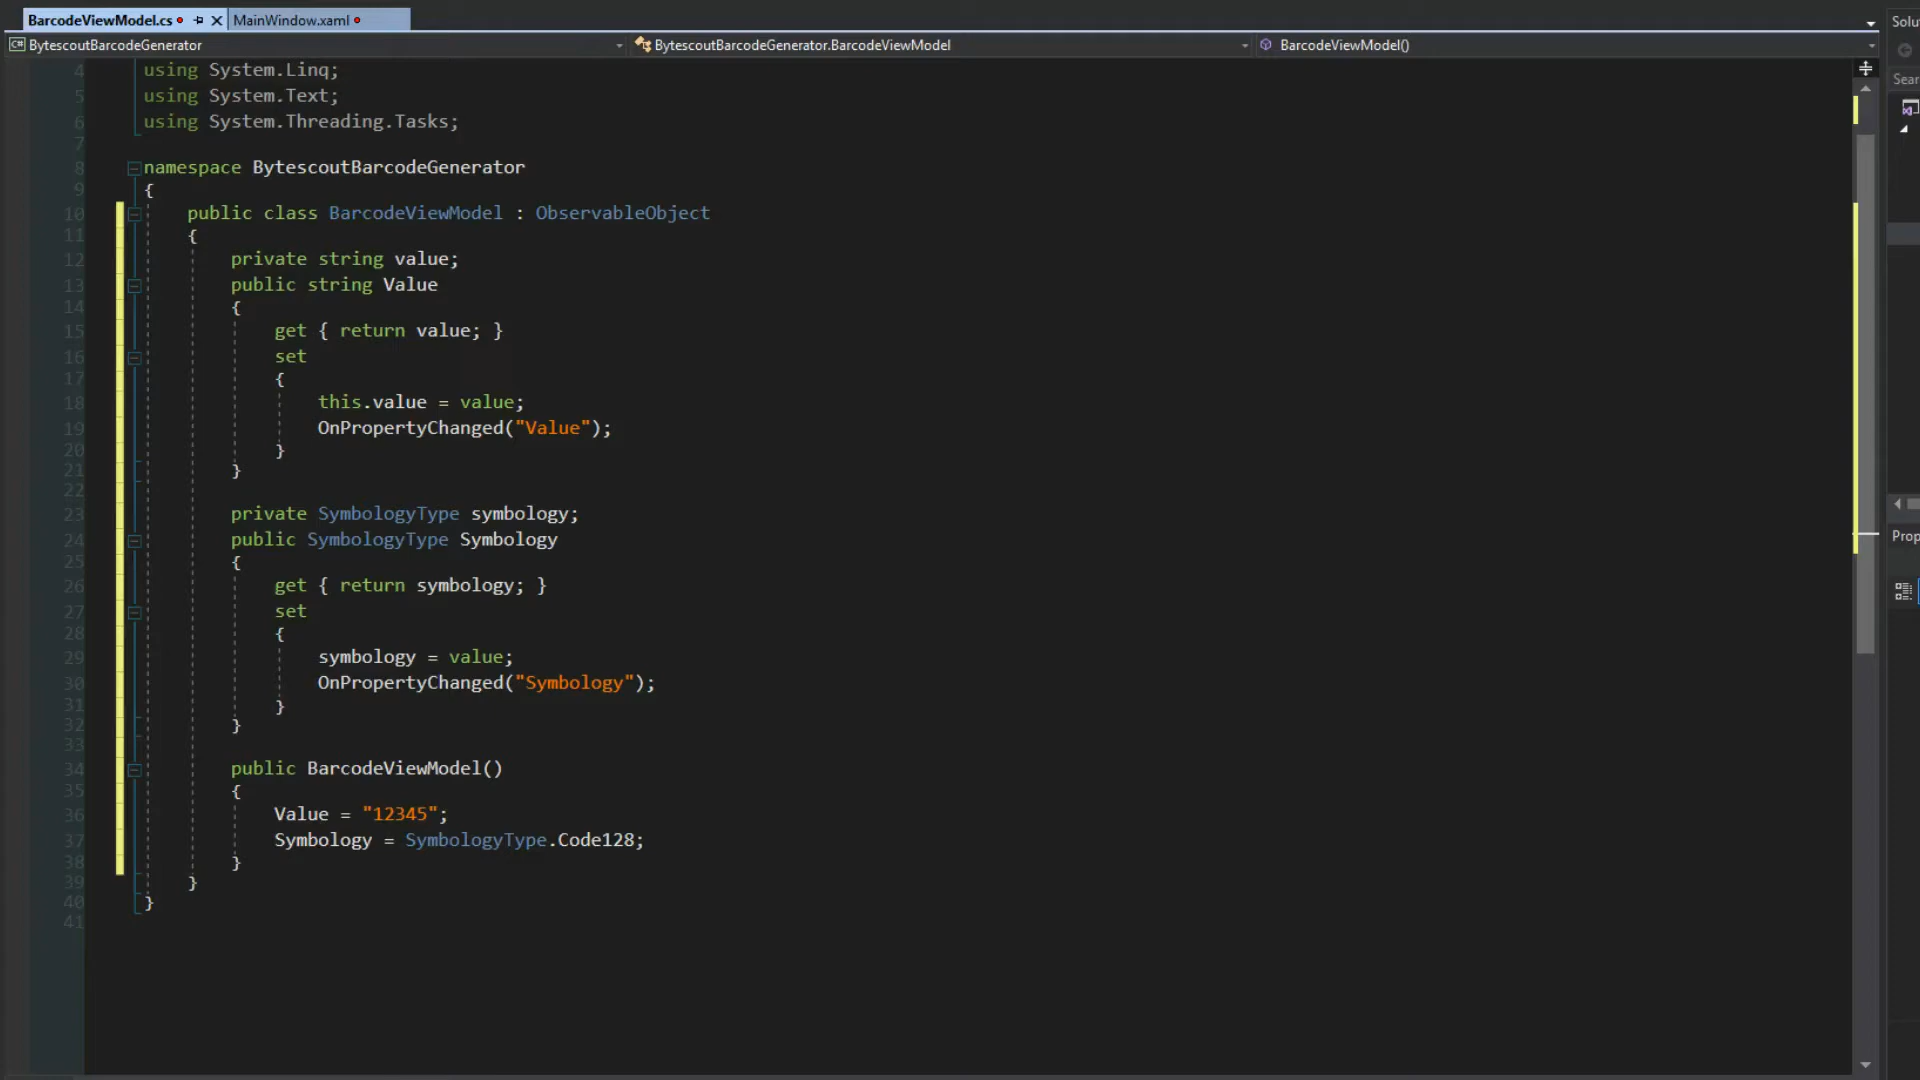 BarcodeViewModel.cs
MainWindow.xaml
BytescoutBarcodeGenerator
BytescoutBarcodeGenerator.BarcodeViewModel
BarcodeViewModel()
4 using System.Linq;
5 using System.Text;
6 using System.Threading.Tasks;
7
8 namespace BytescoutBarcodeGenerator
9 {
10 public class BarcodeViewModel : ObservableObject
11 {
12 private string value;
13 public string Value
14 {
15 get { return value; }
16 set
17 {
18 this.value = value;
19 OnPropertyChanged("Value");
20 }
21 }
22
23 private SymbologyType symbology;
24 public SymbologyType Symbology
25 {
26 get { return symbology; }
27 set
28 {
29 symbology = value;
30 OnPropertyChanged("Symbology");
31 }
32 }
33
34 public BarcodeViewModel()
35 {
36 Value = "12345";
37 Symbology = SymbologyType.Code128;
38 }
39 }
40 }
41
Solu
Sear
Prop